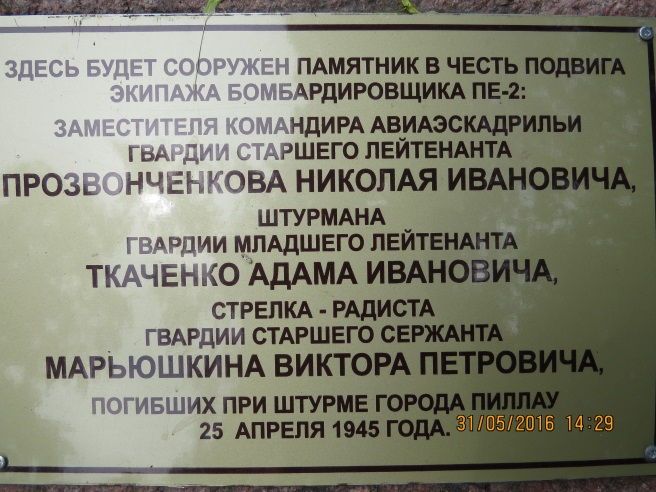 ЗДЕСЬ БУДЕТ СООРУЖЕН ПАМЯТНИК В ЧЕСТЬ ПОДВИГА
ЭКИПАЖА БОМБАРДИРОВЩИКА ПЕ-2:
ЗАМЕСТИТЕЛЯ КОМАНДИРА АВИАЭСКАДРИЛЬИ
ГВАРДИИ СТАРШЕГО ЛЕЙТЕНАНТА
ПРОЗВОНЧЕНКОВА НИКОЛАЯ ИВАНОВИЧА,
ШТУРМАНА
ГВАРДИИ МЛАДШЕГО ЛЕЙТЕНАНТА
ТКАЧЕНКО АДАМА ИВАНОВИЧА,
СТРЕЛКА - РАДИСТА
ГВАРДИИ СТАРШЕГО СЕРЖАНТА
МАРЬЮШКИНА ВИКТОРА ПЕТРОВИЧА,
ПОГИБШИХ ПРИ ШТУРМЕ ГОРОДА ПИЛЛАУ
25 АПРЕЛЯ 1945 ГОДА.
31/05/2016 14:29